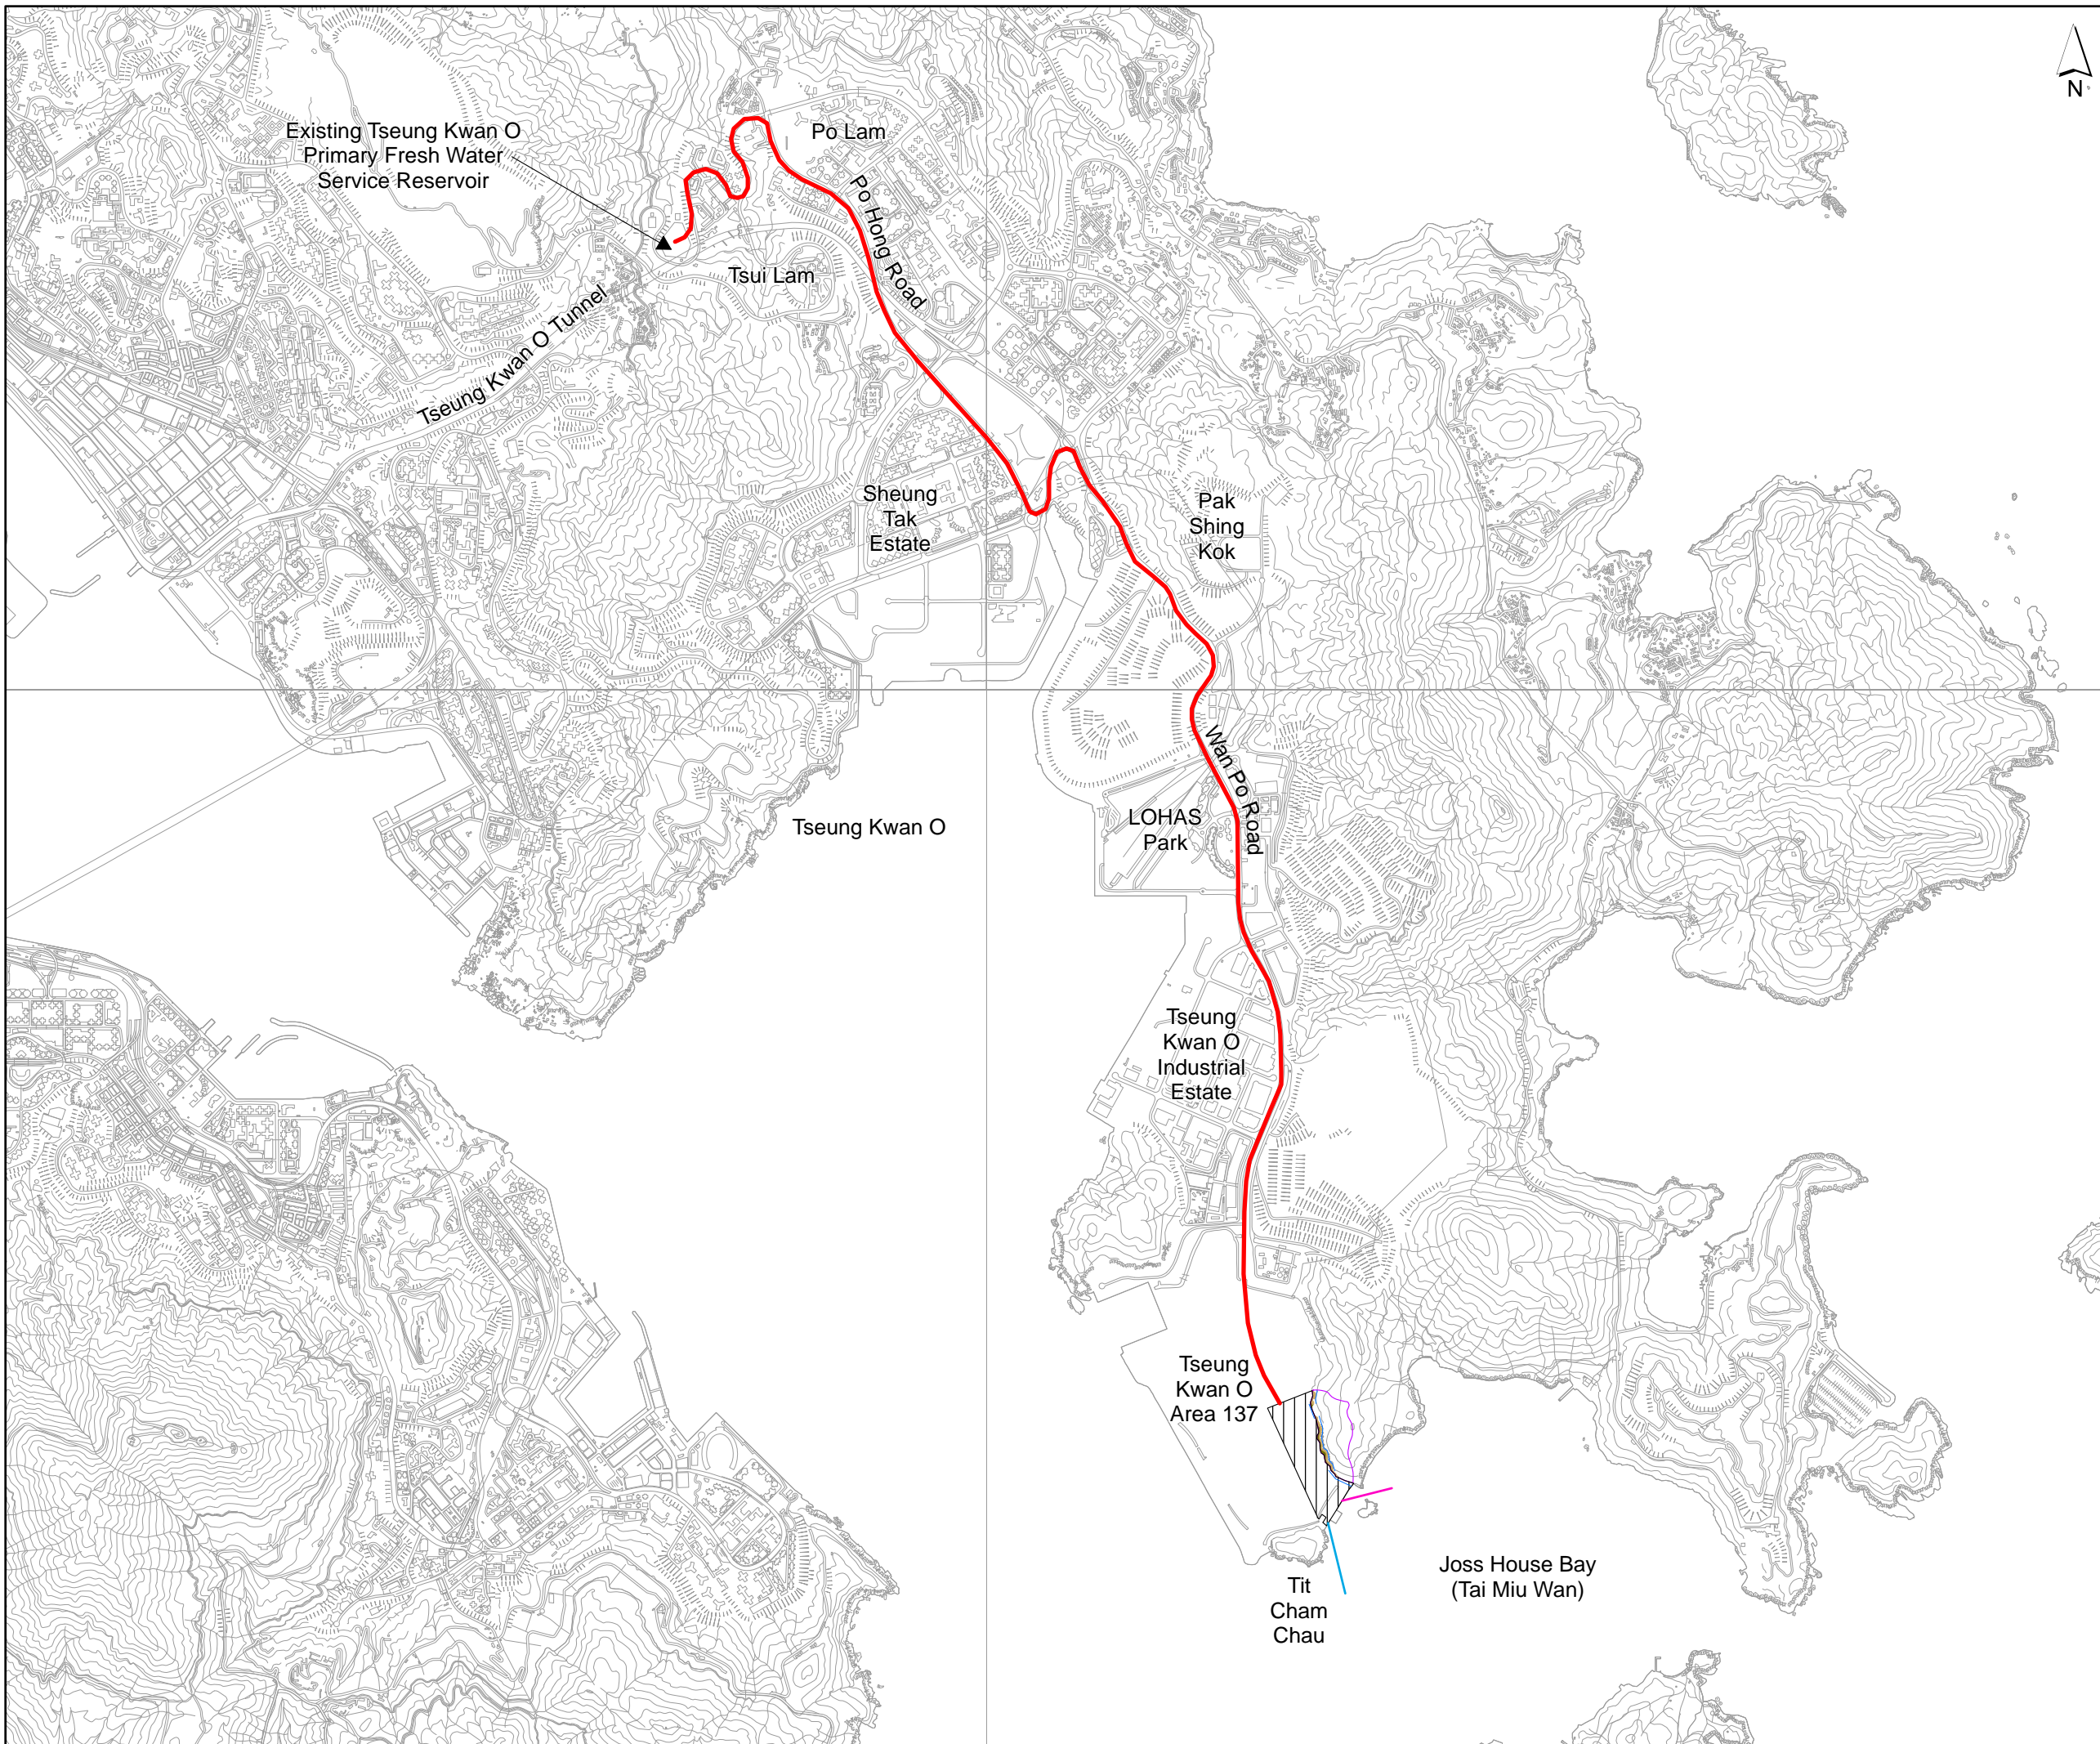 N
Existing Tseung Kwan O
Primary Fresh Water
Service Reservoir
Po Lam
Po Hong Road
Tsui Lam
Tseung Kwan O Tunnel
Sheung
Tak
Estate
Pak
Shing
Kok
Wan Po Road
Tseung Kwan O
LOHAS
Park
Tseung
Kwan O
Industrial
Estate
Tseung
Kwan O
Area 137
Joss House Bay
(Tai Miu Wan)
Tit
Cham
Chau